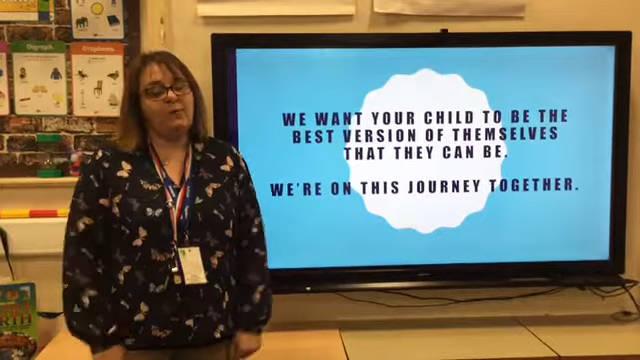 Digraph
Graphemes
WE WANT YOUR CHILD TO BE THE
BEST VERSION OF THEMSELVES
THAT THEY CAN BE.
WE'RE ON THIS JOURNEY TOGETHER.